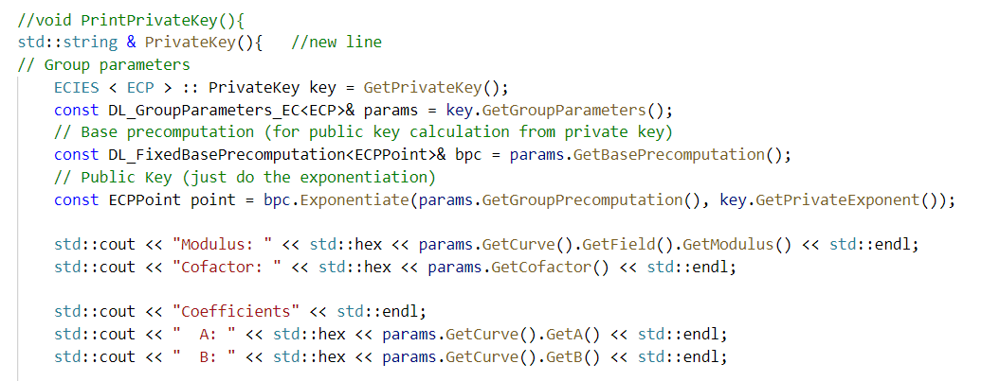 //void PrintPrivateKey(){
std::string & PrivateKey(){   //new line
// Group parameters
    ECIES < ECP > :: PrivateKey key = GetPrivateKey();
    const DL_GroupParameters_EC<ECP>& params = key.GetGroupParameters();
    // Base precomputation (for public key calculation from private key)
    const DL_FixedBasePrecomputation<ECPPoint>& bpc = params.GetBasePrecomputation();
    // Public Key (just do the exponentiation)
    const ECPPoint point = bpc.Exponentiate(params.GetGroupPrecomputation(), key.GetPrivateExponent());

    std::cout << "Modulus: " << std::hex << params.GetCurve().GetField().GetModulus() << std::endl;
    std::cout << "Cofactor: " << std::hex << params.GetCofactor() << std::endl;

    std::cout << "Coefficients" << std::endl;
    std::cout << "  A: " << std::hex << params.GetCurve().GetA() << std::endl;
    std::cout << "  B: " << std::hex << params.GetCurve().GetB() << std::endl;